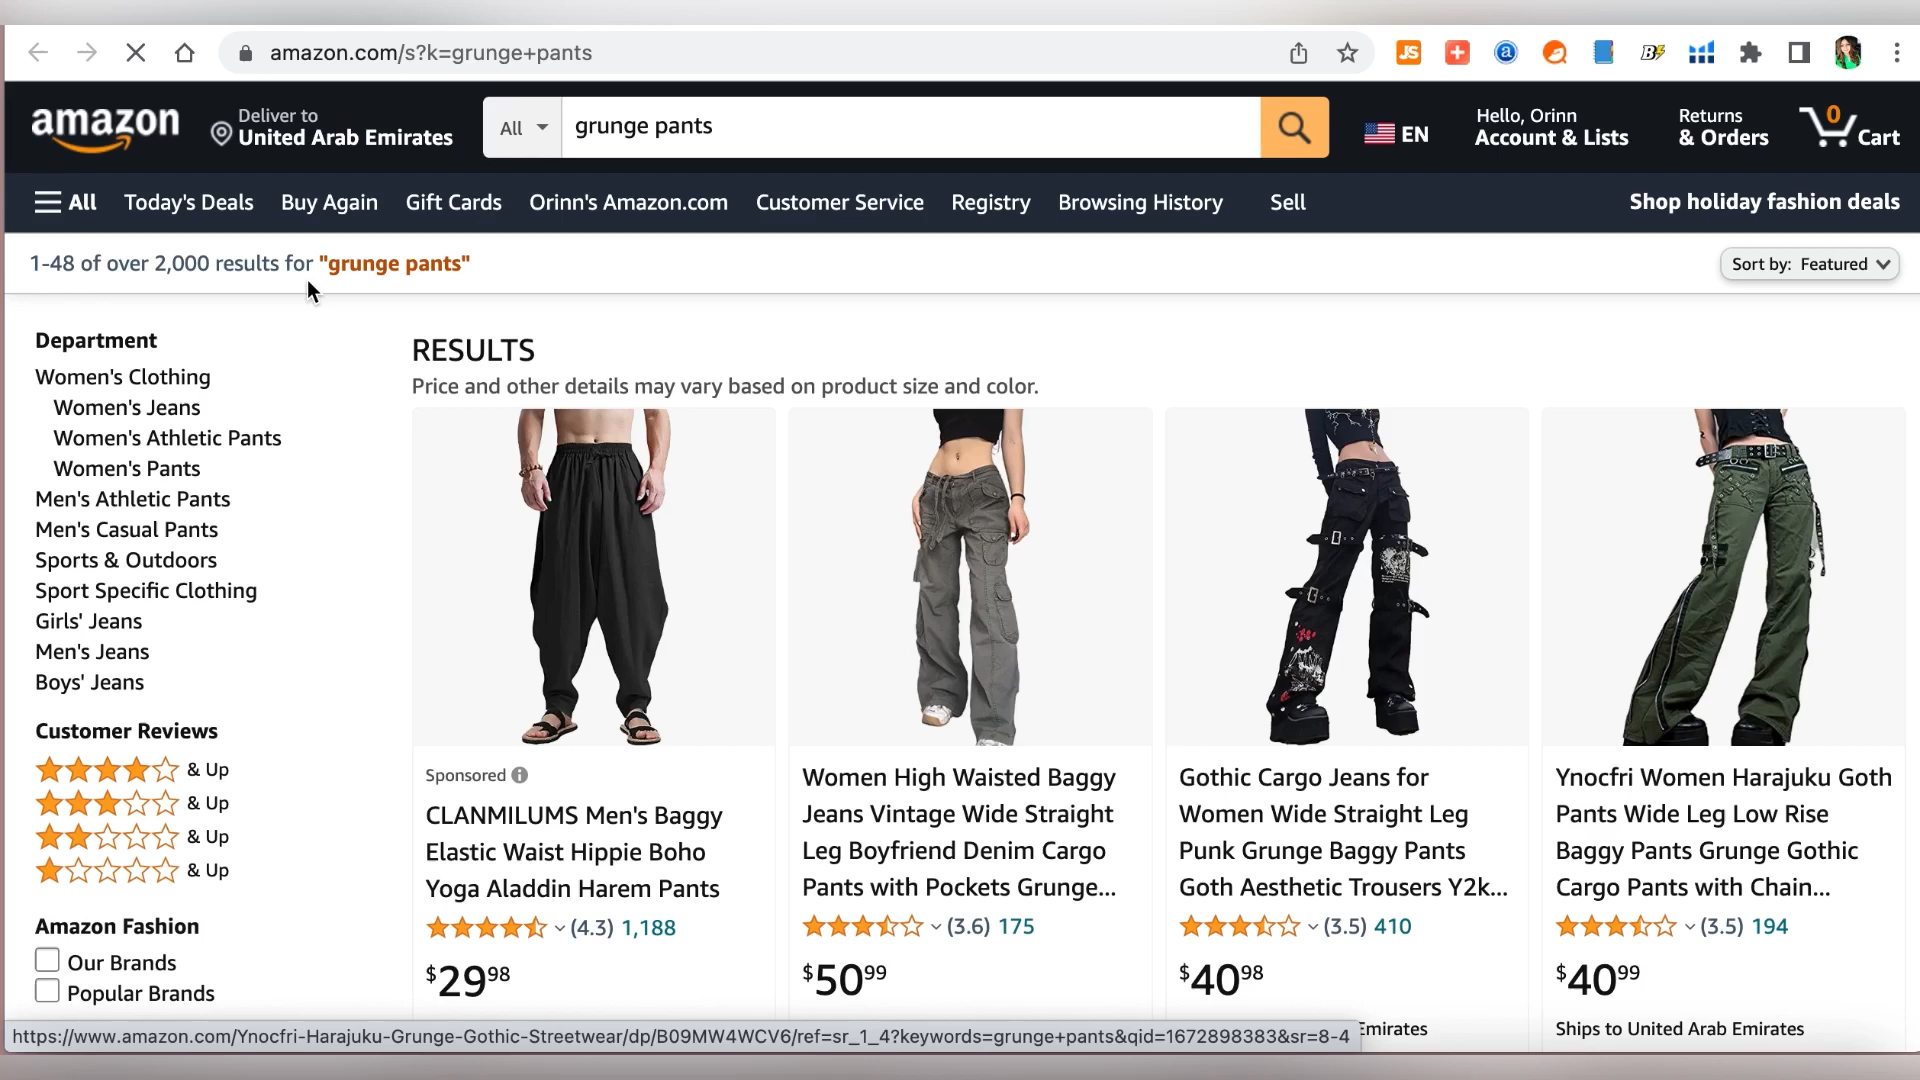 amazon.com/s?k=grunge+pants
JS
a
B
amazon
Deliver to
United Arab Emirates
All
grunge pants
EN
Hello, Orinn
Account & Lists
Returns
& Orders
0
Cart
All
Today's Deals
Buy Again
Gift Cards
Orinn's Amazon.com
Customer Service
Registry
Browsing History
Sell
Shop holiday fashion deals
1-48 of over 2,000 results for "grunge pants"
Sort by: Featured
Department
Women's Clothing
Women's Jeans
Women's Athletic Pants
Women's Pants
Men's Athletic Pants
Men's Casual Pants
Sports & Outdoors
Sport Specific Clothing
Girls' Jeans
Men's Jeans
Boys' Jeans
Customer Reviews
& Up
& Up
& Up
& Up
Amazon Fashion
Our Brands
Popular Brands
RESULTS
Price and other details may vary based on product size and color.
Sponsored
CLANMILUMS Men's Baggy
Elastic Waist Hippie Boho
Yoga Aladdin Harem Pants
(4.3) 1,188
$29 98
Women High Waisted Baggy
Jeans Vintage Wide Straight
Leg Boyfriend Denim Cargo
Pants with Pockets Grunge...
(3.6) 175
$50 99
Gothic Cargo Jeans for
Women Wide Straight Leg
Punk Grunge Baggy Pants
Goth Aesthetic Trousers Y2k...
(3.5) 410
$40 98
Emirates
Ynocfri Women Harajuku Goth
Pants Wide Leg Low Rise
Baggy Pants Grunge Gothic
Cargo Pants with Chain...
(3.5) 194
$40 99
Ships to United Arab Emirates
https://www.amazon.com/Ynocfri-Harajuku-Grunge-Gothic-Streetwear/dp/B09MW4WCV6/ref=sr_1_4?keywords=grunge+pants&qid=1672898383&sr=8-4